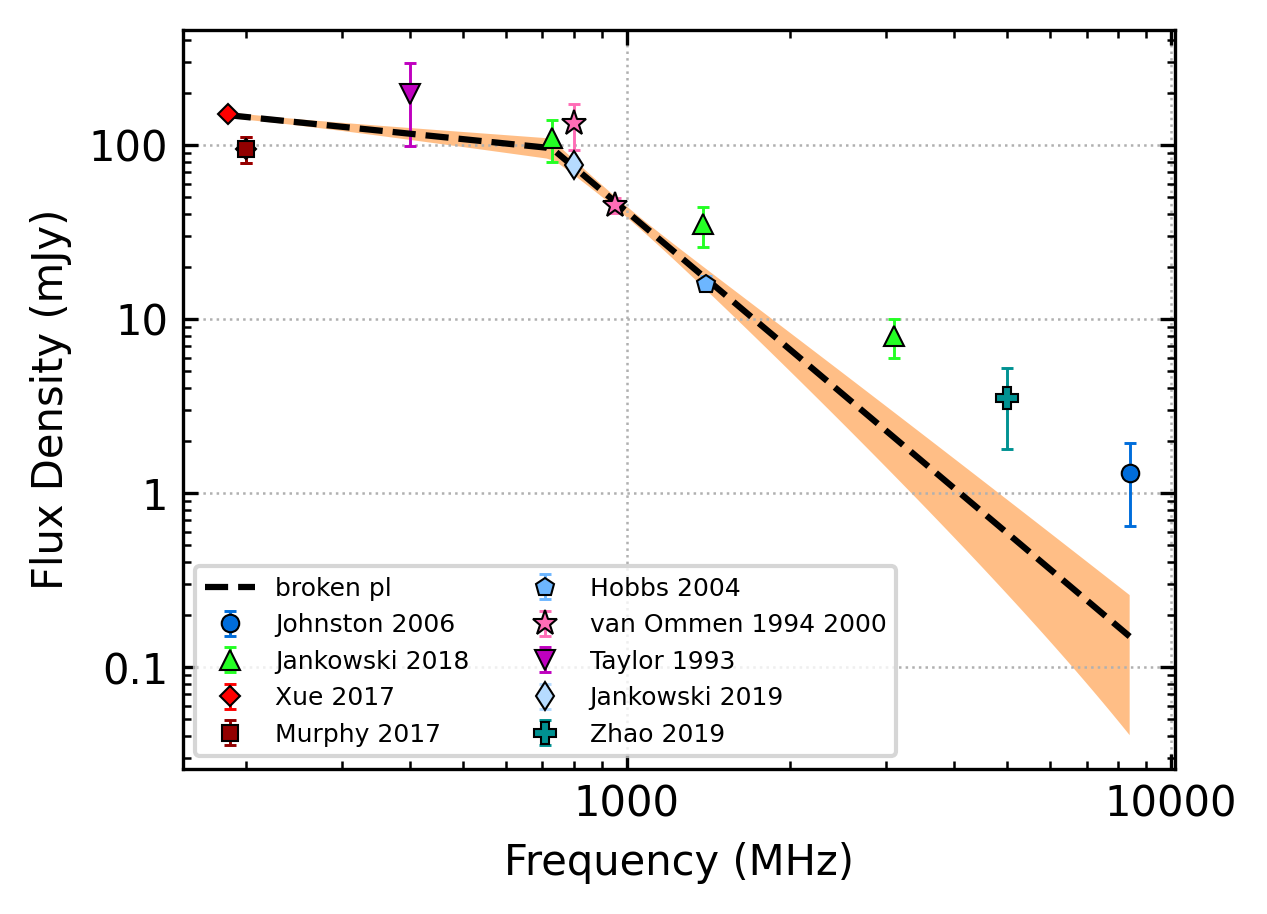 Flux Density (mJy)
100
10
1
0.1
broken pl
Johnston 2006
Jankowski 2018
Xue 2017
Murphy 2017
Hobbs 2004
van Ommen 1994 2000
Taylor 1993
Jankowski 2019
Zhao 2019
1000
10000
Frequency (MHz)